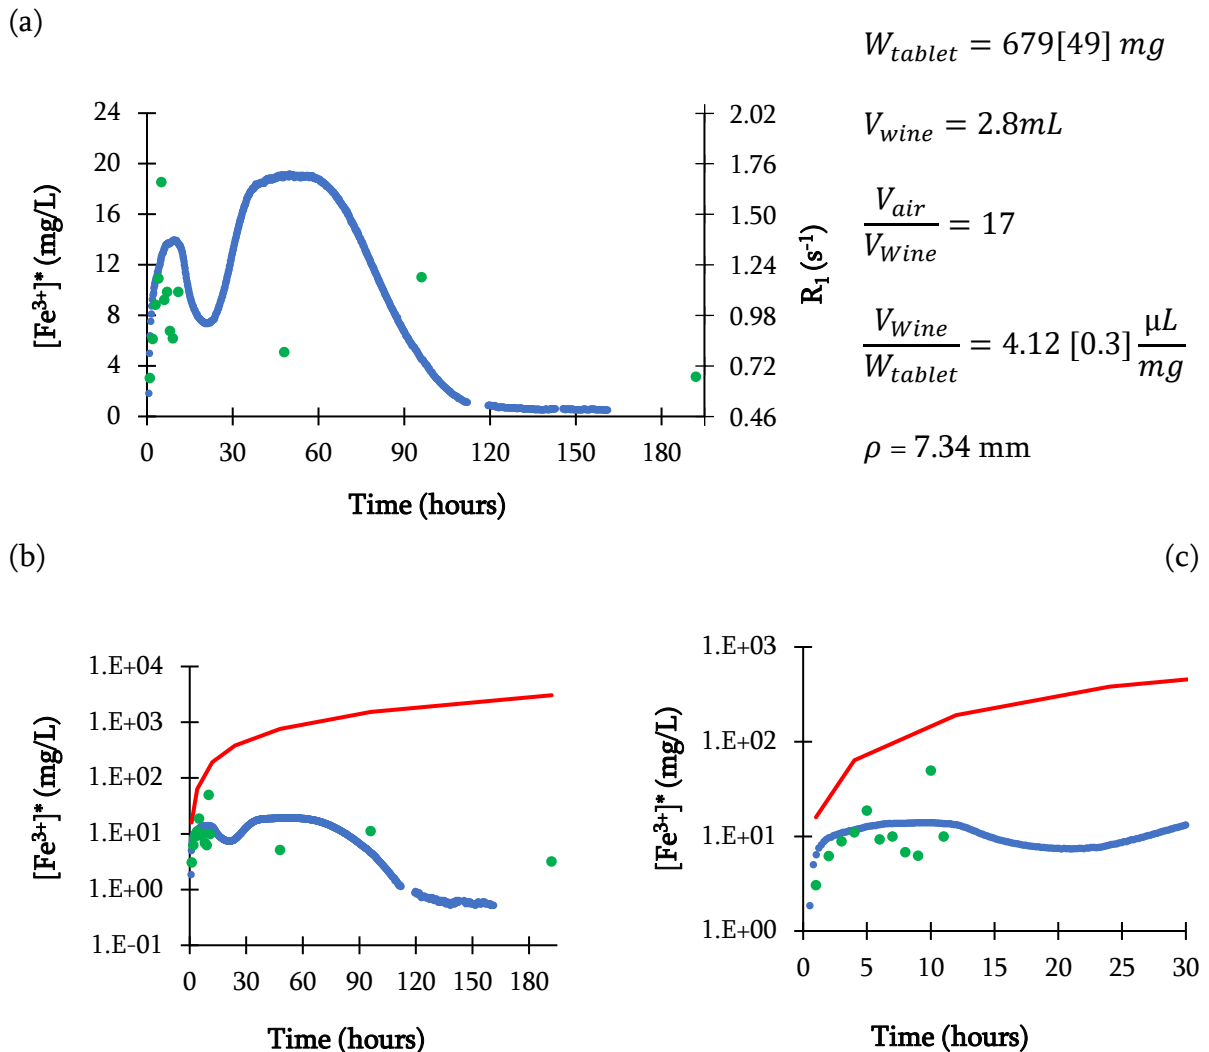 (a)
W_tablet = 679[49] mg
V_wine = 2.8mL
V_air / V_Wine = 17
V_Wine / W_tablet = 4.12 [0.3] μL / mg
ρ = 7.34 mm
[Fe³⁺]* (mg/L)
24
20
16
12
8
4
0
2.02
1.76
1.50
1.24
0.98
0.72
0.46
R₁ (s⁻¹)
0 30 60 90 120 150 180
Time (hours)
(b)
[Fe³⁺]* (mg/L)
1.E+04
1.E+03
1.E+02
1.E+01
1.E+00
1.E-01
0 30 60 90 120 150 180
Time (hours)
(c)
[Fe³⁺]* (mg/L)
1.E+03
1.E+02
1.E+01
1.E+00
0 5 10 15 20 25 30
Time (hours)